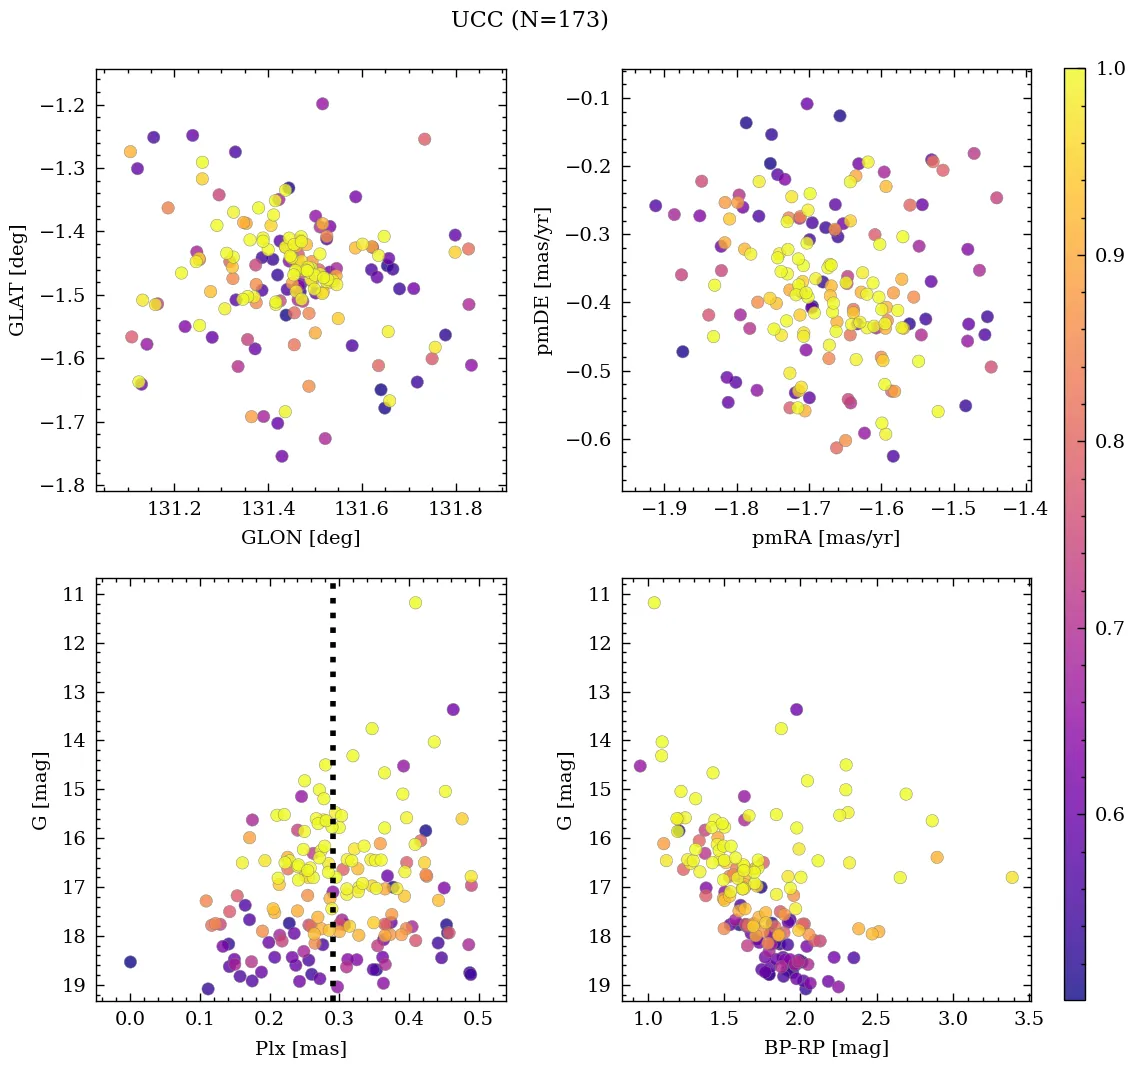 UCC (N=173)
−1.2
−1.3
−1.4
−1.5
−1.6
−1.7
−1.8
GLAT [deg]
131.2 131.4 131.6 131.8
GLON [deg]
−0.1
−0.2
−0.3
−0.4
−0.5
−0.6
pmDE [mas/yr]
−1.9 −1.8 −1.7 −1.6 −1.5 −1.4
pmRA [mas/yr]
11
12
13
14
15
16
17
18
19
G [mag]
0.0 0.1 0.2 0.3 0.4 0.5
Plx [mas]
11
12
13
14
15
16
17
18
19
G [mag]
1.0 1.5 2.0 2.5 3.0 3.5
BP-RP [mag]
1.0
0.9
0.8
0.7
0.6